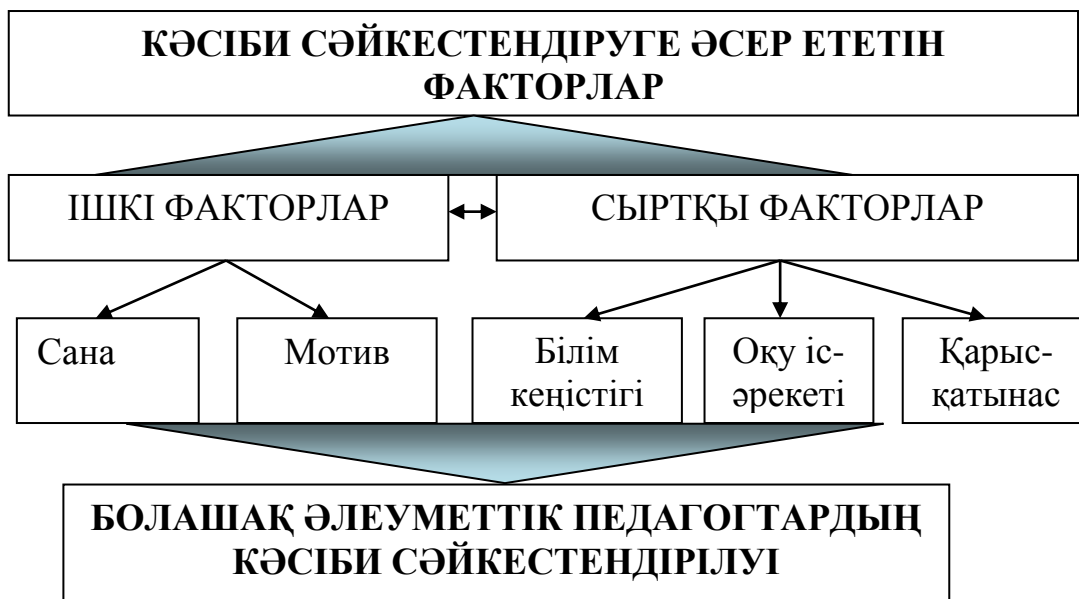 КӘСІБИ СӘЙКЕСТЕНДІРУГЕ ӘСЕР ЕТЕТІН
ФАКТОРЛАР
ІШКІ ФАКТОРЛАР
СЫРТҚЫ ФАКТОРЛАР
Сана
Мотив
Білім
кеңістігі
Оқу іс-
әрекеті
Қарыс-
қатынас
БОЛАШАҚ ӘЛЕУМЕТТІК ПЕДАГОГТАРДЫҢ
КӘСІБИ СӘЙКЕСТЕНДІРІЛУІ